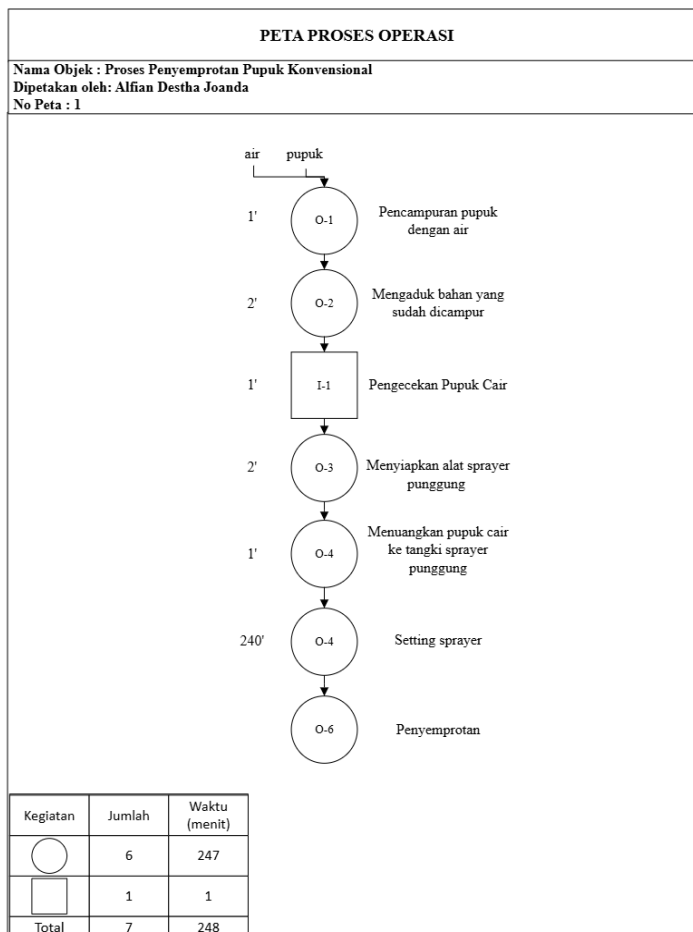 PETA PROSES OPERASI
Nama Objek : Proses Penyemprotan Pupuk Konvensional
Dipetakan oleh: Alfian Destha Joanda
No Peta : 1
air pupuk
1' O-1 Pencampuran pupuk
dengan air
2' O-2 Mengaduk bahan yang
sudah dicampur
1' I-1 Pengecekan Pupuk Cair
2' O-3 Menyiapkan alat sprayer
punggung
1' O-4 Menuangkan pupuk cair
ke tangki sprayer
punggung
240' O-4 Setting sprayer
O-6 Penyemprotan
Kegiatan Jumlah Waktu
(menit)
6 247
1 1
Total 7 248